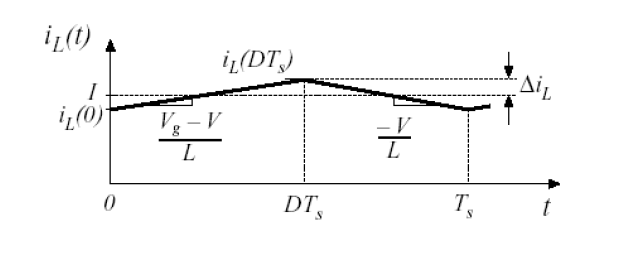 i_L(t)
i_L(DT_s)
I
Δi_L
i_L(0)
V_g − V
L
−V
L
0
DT_s
T_s
t